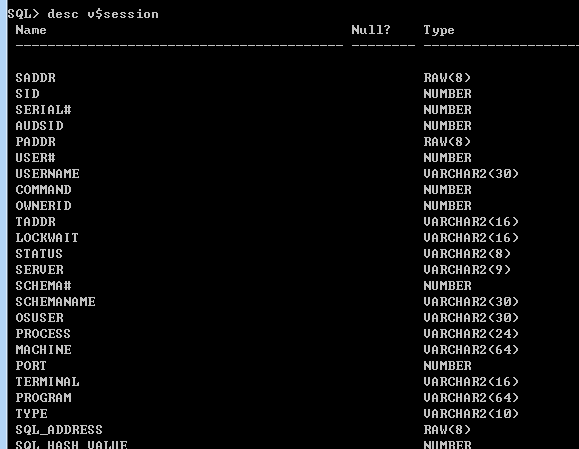 SQL> desc v$session
Name Null? Type
----------------------------------------- -------- --------------------
SADDR RAW(8)
SID NUMBER
SERIAL# NUMBER
AUDSID NUMBER
PADDR RAW(8)
USER# NUMBER
USERNAME VARCHAR2(30)
COMMAND NUMBER
OWNERID NUMBER
TADDR VARCHAR2(16)
LOCKWAIT VARCHAR2(16)
STATUS VARCHAR2(8)
SERVER VARCHAR2(9)
SCHEMA# NUMBER
SCHEMANAME VARCHAR2(30)
OSUSER VARCHAR2(30)
PROCESS VARCHAR2(24)
MACHINE VARCHAR2(64)
PORT NUMBER
TERMINAL VARCHAR2(16)
PROGRAM VARCHAR2(64)
TYPE VARCHAR2(10)
SQL_ADDRESS RAW(8)
SQL_HASH_VALUE NUMBER